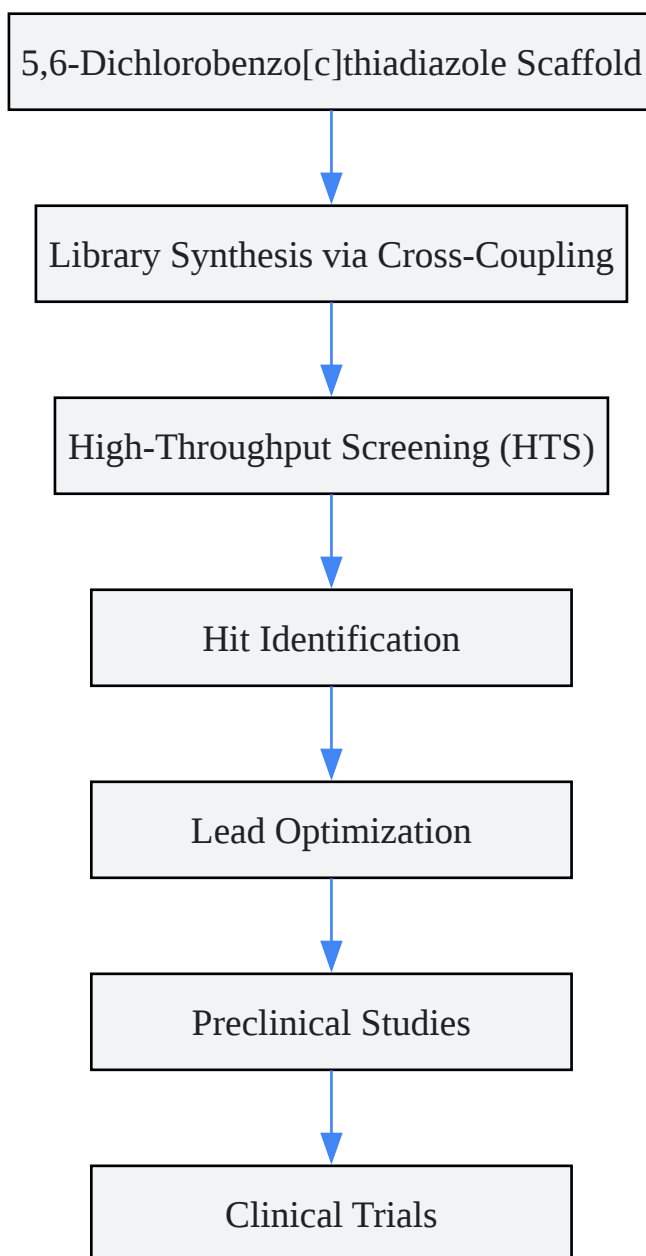 5,6-Dichlorobenzo[c]thiadiazole Scaffold
Library Synthesis via Cross-Coupling
High-Throughput Screening (HTS)
Hit Identification
Lead Optimization
Preclinical Studies
Clinical Trials